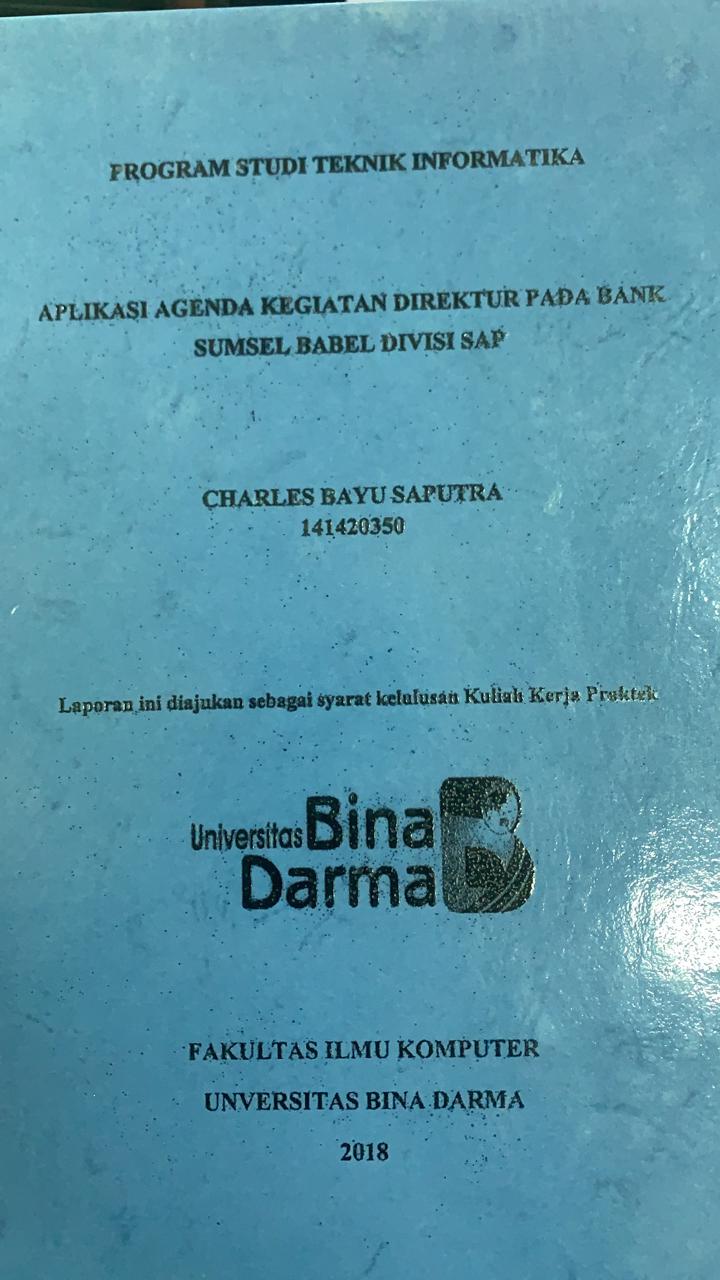 PROGRAM STUDI TEKNIK INFORMATIKA
APLIKASI AGENDA KEGIATAN DIREKTUR PADA BANK
SUMSEL BABEL DIVISI SAP
CHARLES BAYU SAPUTRA
141420350
Laporan ini diajukan sebagai syarat kelulusan Kuliah Kerja Praktek
Universitas Bina
Darma
FAKULTAS ILMU KOMPUTER
UNVERSITAS BINA DARMA
2018